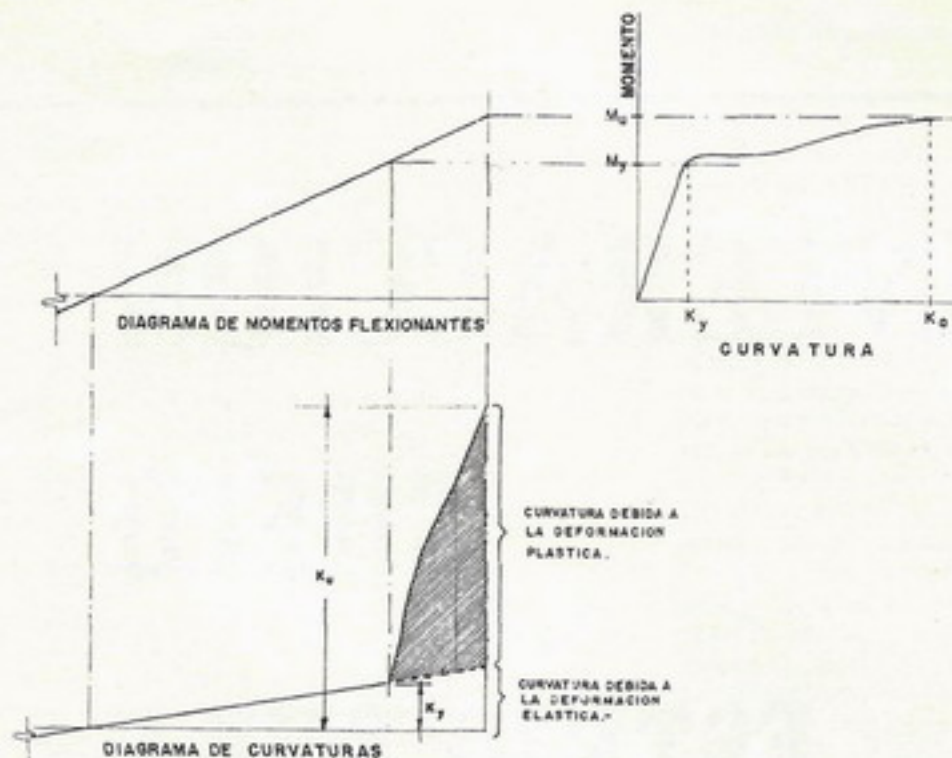 MOMENTO
Mu
My
Ky
Ko
CURVATURA
DIAGRAMA DE MOMENTOS FLEXIONANTES
Ku
CURVATURA DEBIDA A
LA DEFORMACION
PLASTICA.
Ky
CURVATURA DEBIDA A
LA DEFORMACION
ELASTICA.-
DIAGRAMA DE CURVATURAS